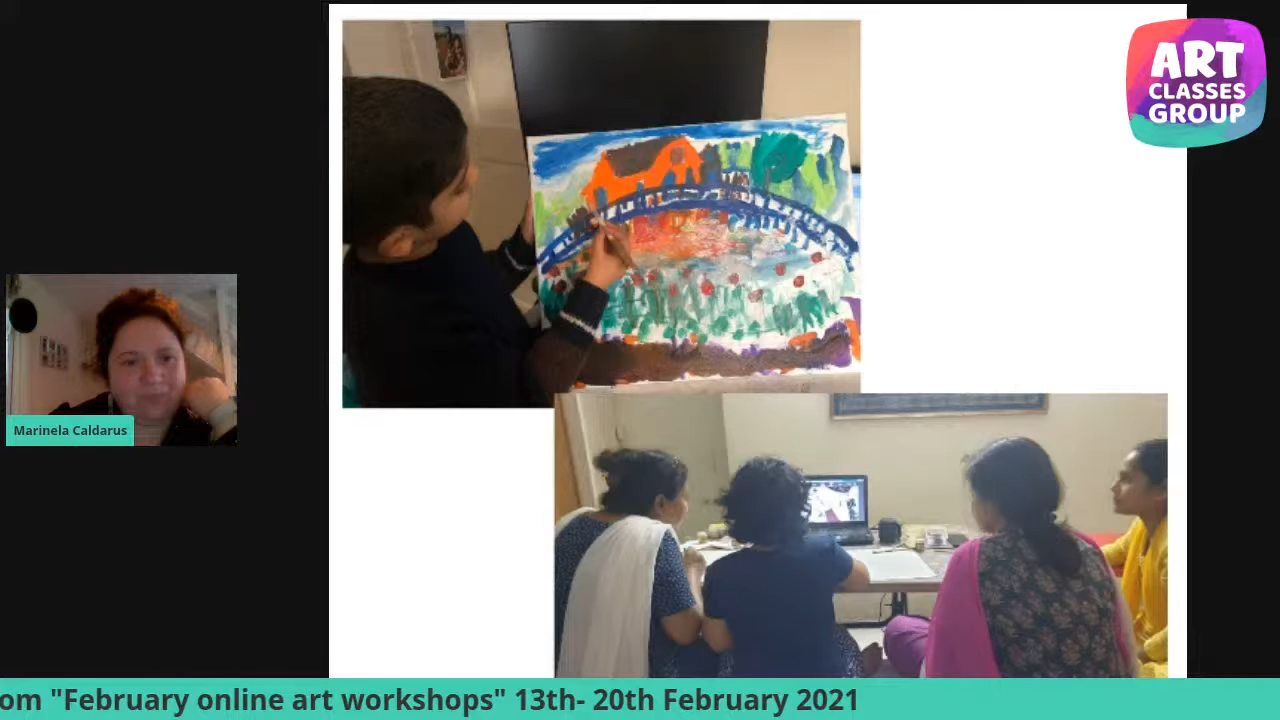 ART
CLASSES
GROUP
Marinela Caldarus
om "February online art workshops" 13th- 20th February 2021